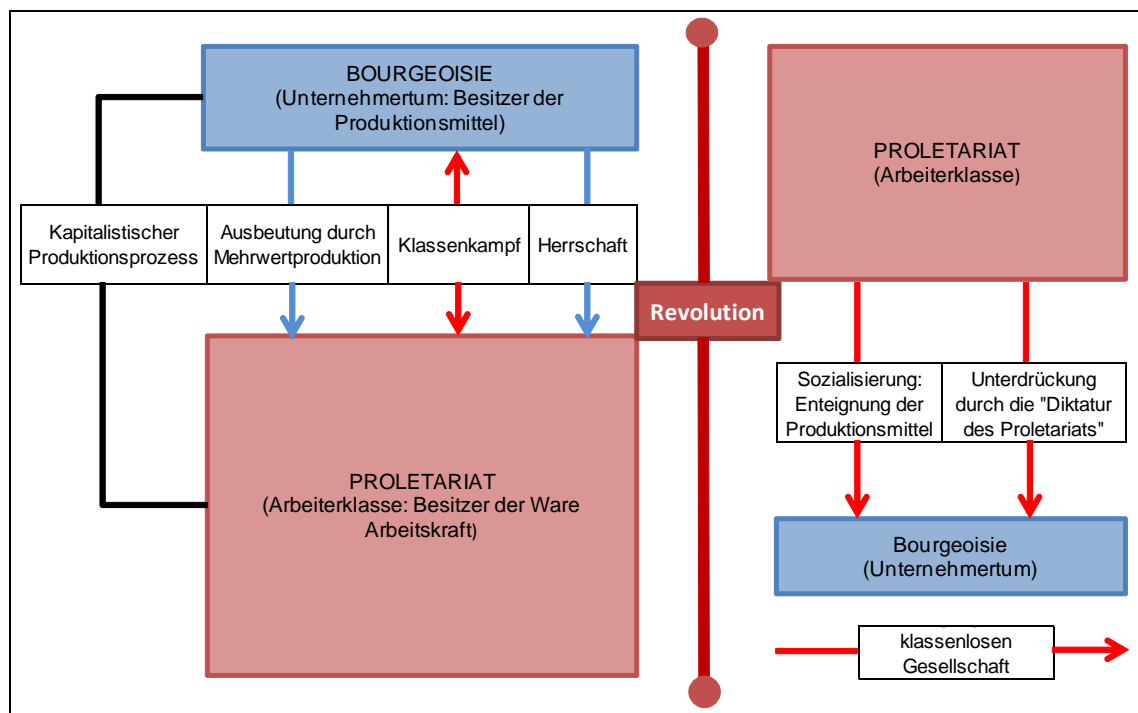 BOURGEOISIE
(Unternehmertum: Besitzer der
Produktionsmittel)
Kapitalistischer
Produktionsprozess
Ausbeutung durch
Mehrwertproduktion
Klassenkampf
Herrschaft
PROLETARIAT
(Arbeiterklasse: Besitzer der Ware
Arbeitskraft)
Revolution
PROLETARIAT
(Arbeiterklasse)
Sozialisierung:
Enteignung der
Produktionsmittel
Unterdrückung
durch die "Diktatur
des Proletariats"
Bourgeoisie
(Unternehmertum)
klassenlosen
Gesellschaft